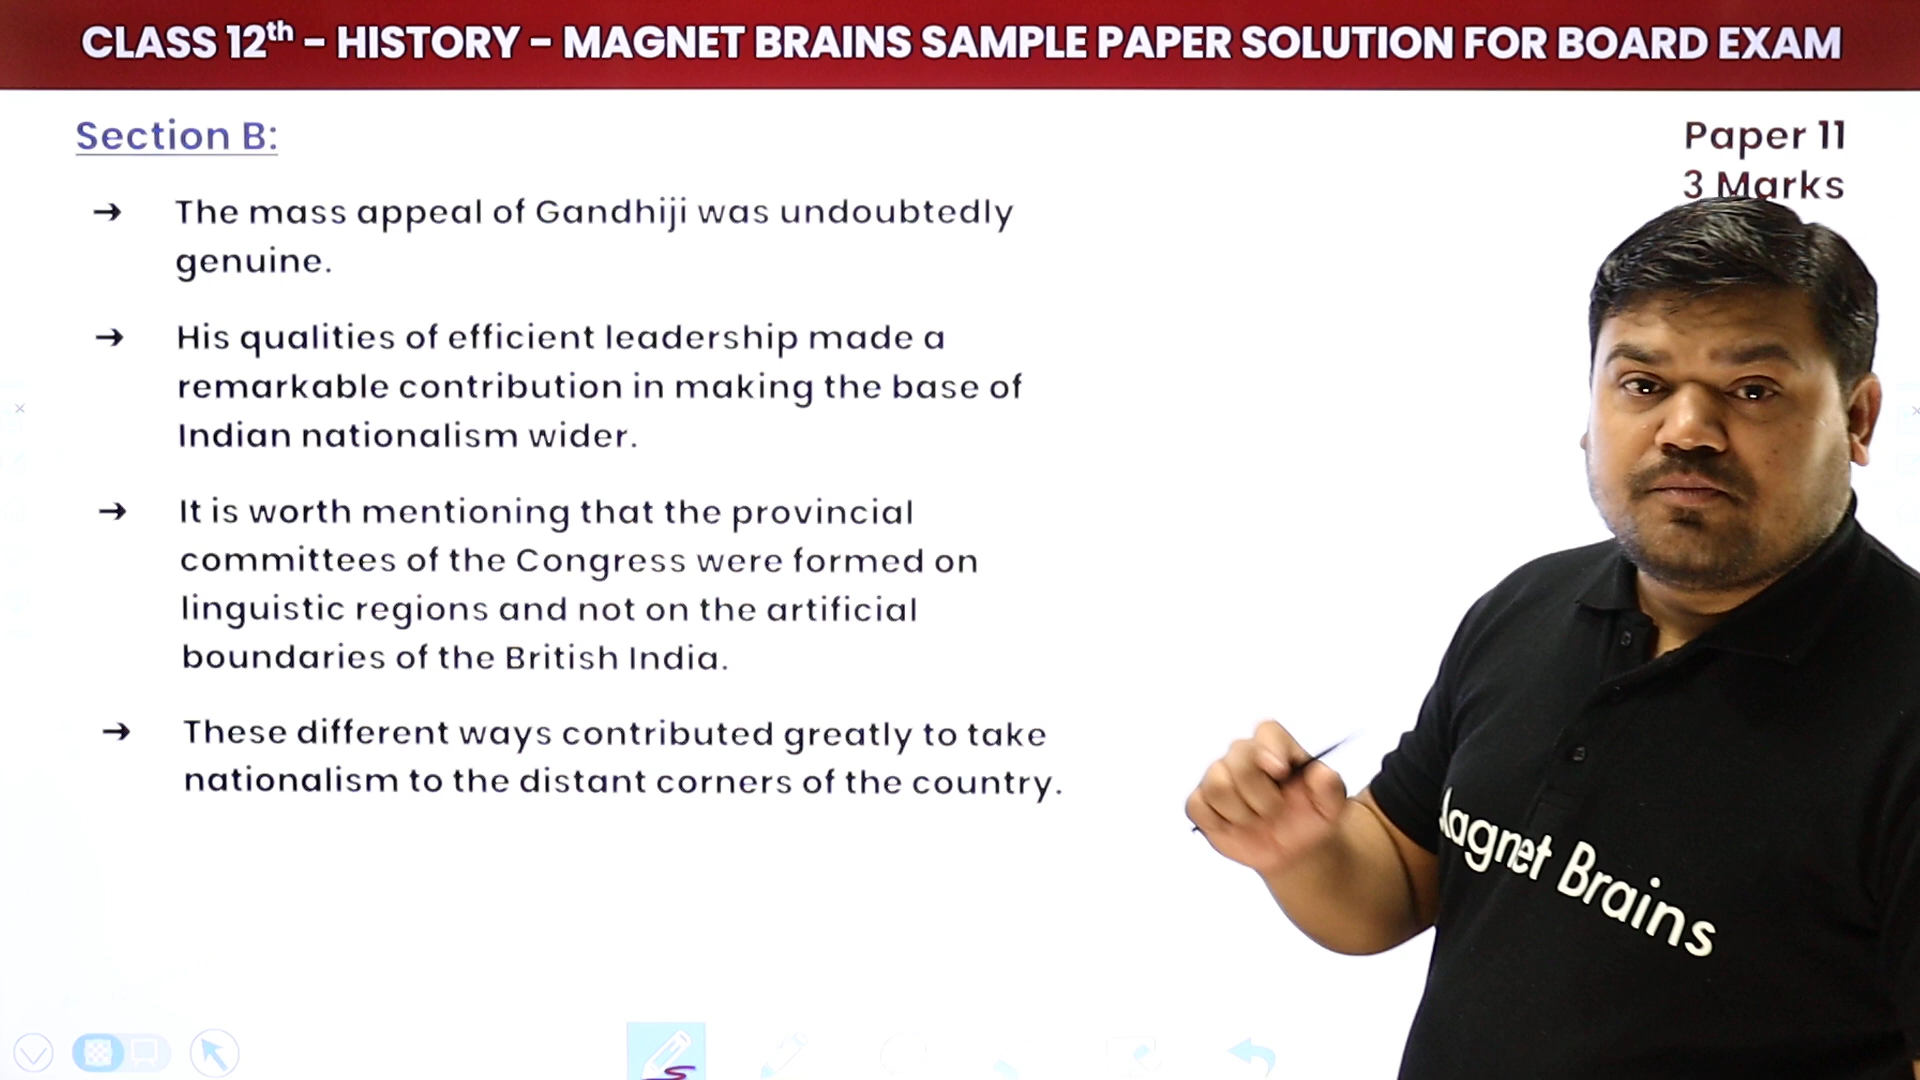 CLASS 12th - HISTORY - MAGNET BRAINS SAMPLE PAPER SOLUTION FOR BOARD EXAM
Section B:
Paper 11
3 Marks
→ The mass appeal of Gandhiji was undoubtedly
genuine.
→ His qualities of efficient leadership made a
remarkable contribution in making the base of
Indian nationalism wider.
→ It is worth mentioning that the provincial
committees of the Congress were formed on
linguistic regions and not on the artificial
boundaries of the British India.
→ These different ways contributed greatly to take
nationalism to the distant corners of the country.
Magnet Brains